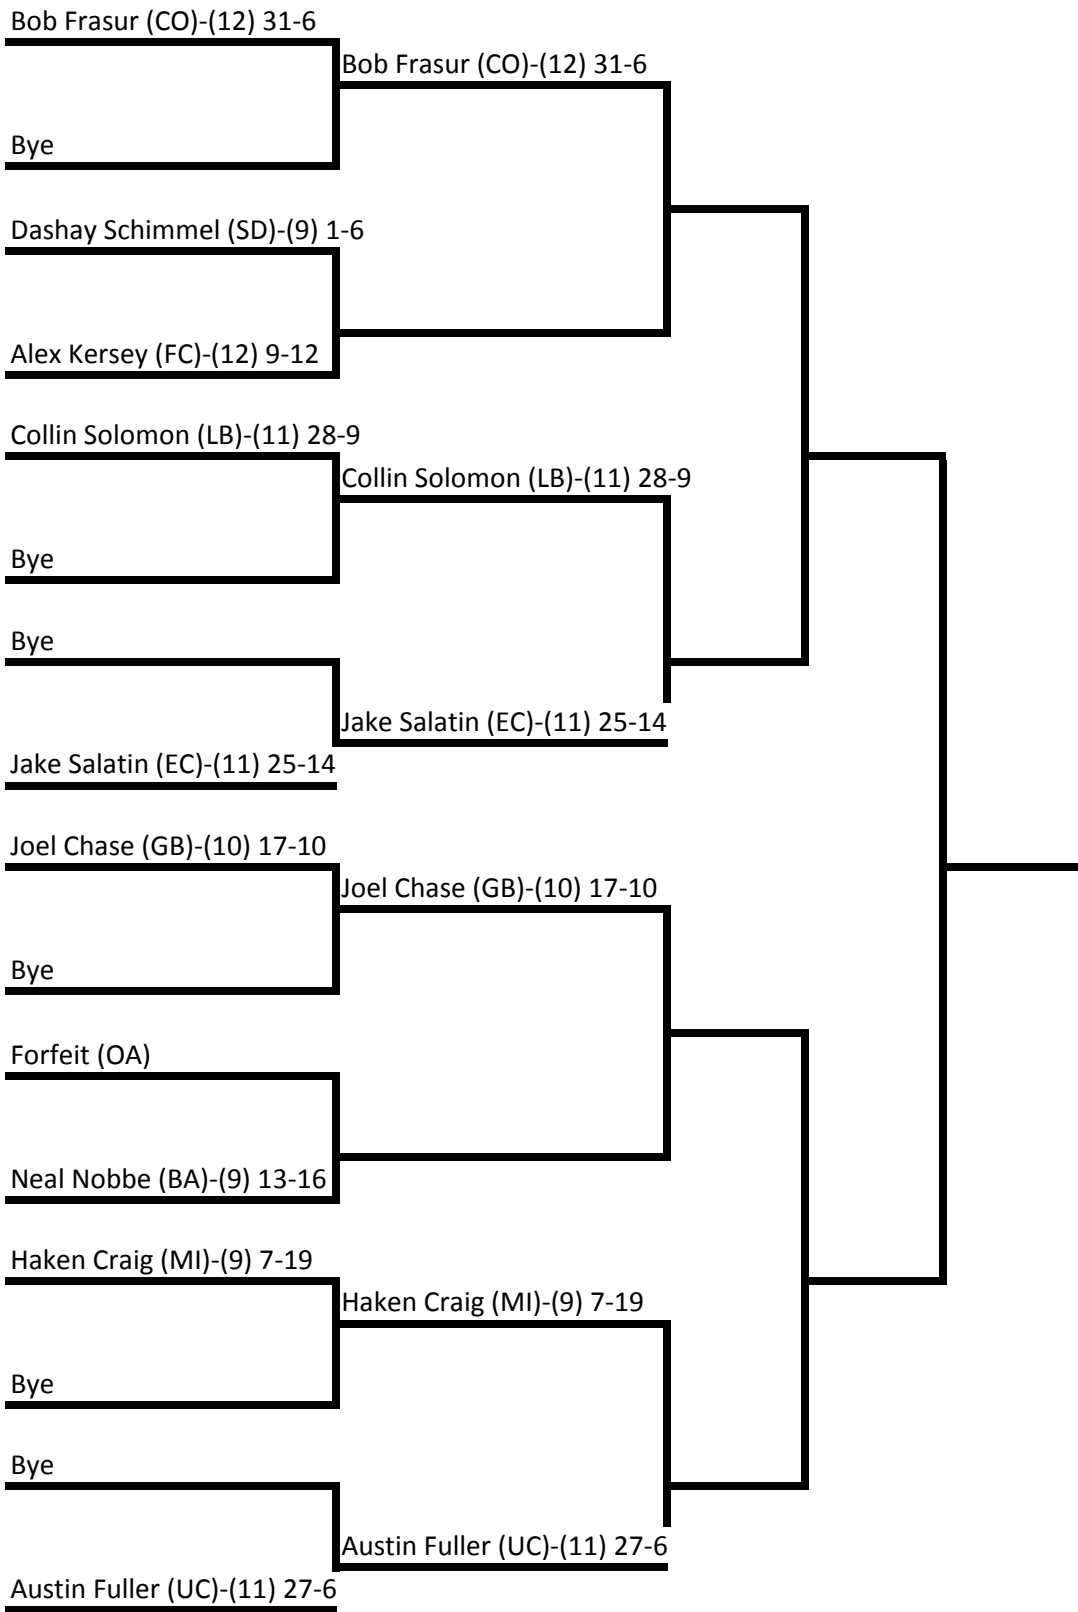 Bob Frasur (CO)-(12) 31-6
Bob Frasur (CO)-(12) 31-6
Bye
Dashay Schimmel (SD)-(9) 1-6
Alex Kersey (FC)-(12) 9-12
Collin Solomon (LB)-(11) 28-9
Collin Solomon (LB)-(11) 28-9
Bye
Bye
Jake Salatin (EC)-(11) 25-14
Jake Salatin (EC)-(11) 25-14
Joel Chase (GB)-(10) 17-10
Joel Chase (GB)-(10) 17-10
Bye
Forfeit (OA)
Neal Nobbe (BA)-(9) 13-16
Haken Craig (MI)-(9) 7-19
Haken Craig (MI)-(9) 7-19
Bye
Bye
Austin Fuller (UC)-(11) 27-6
Austin Fuller (UC)-(11) 27-6